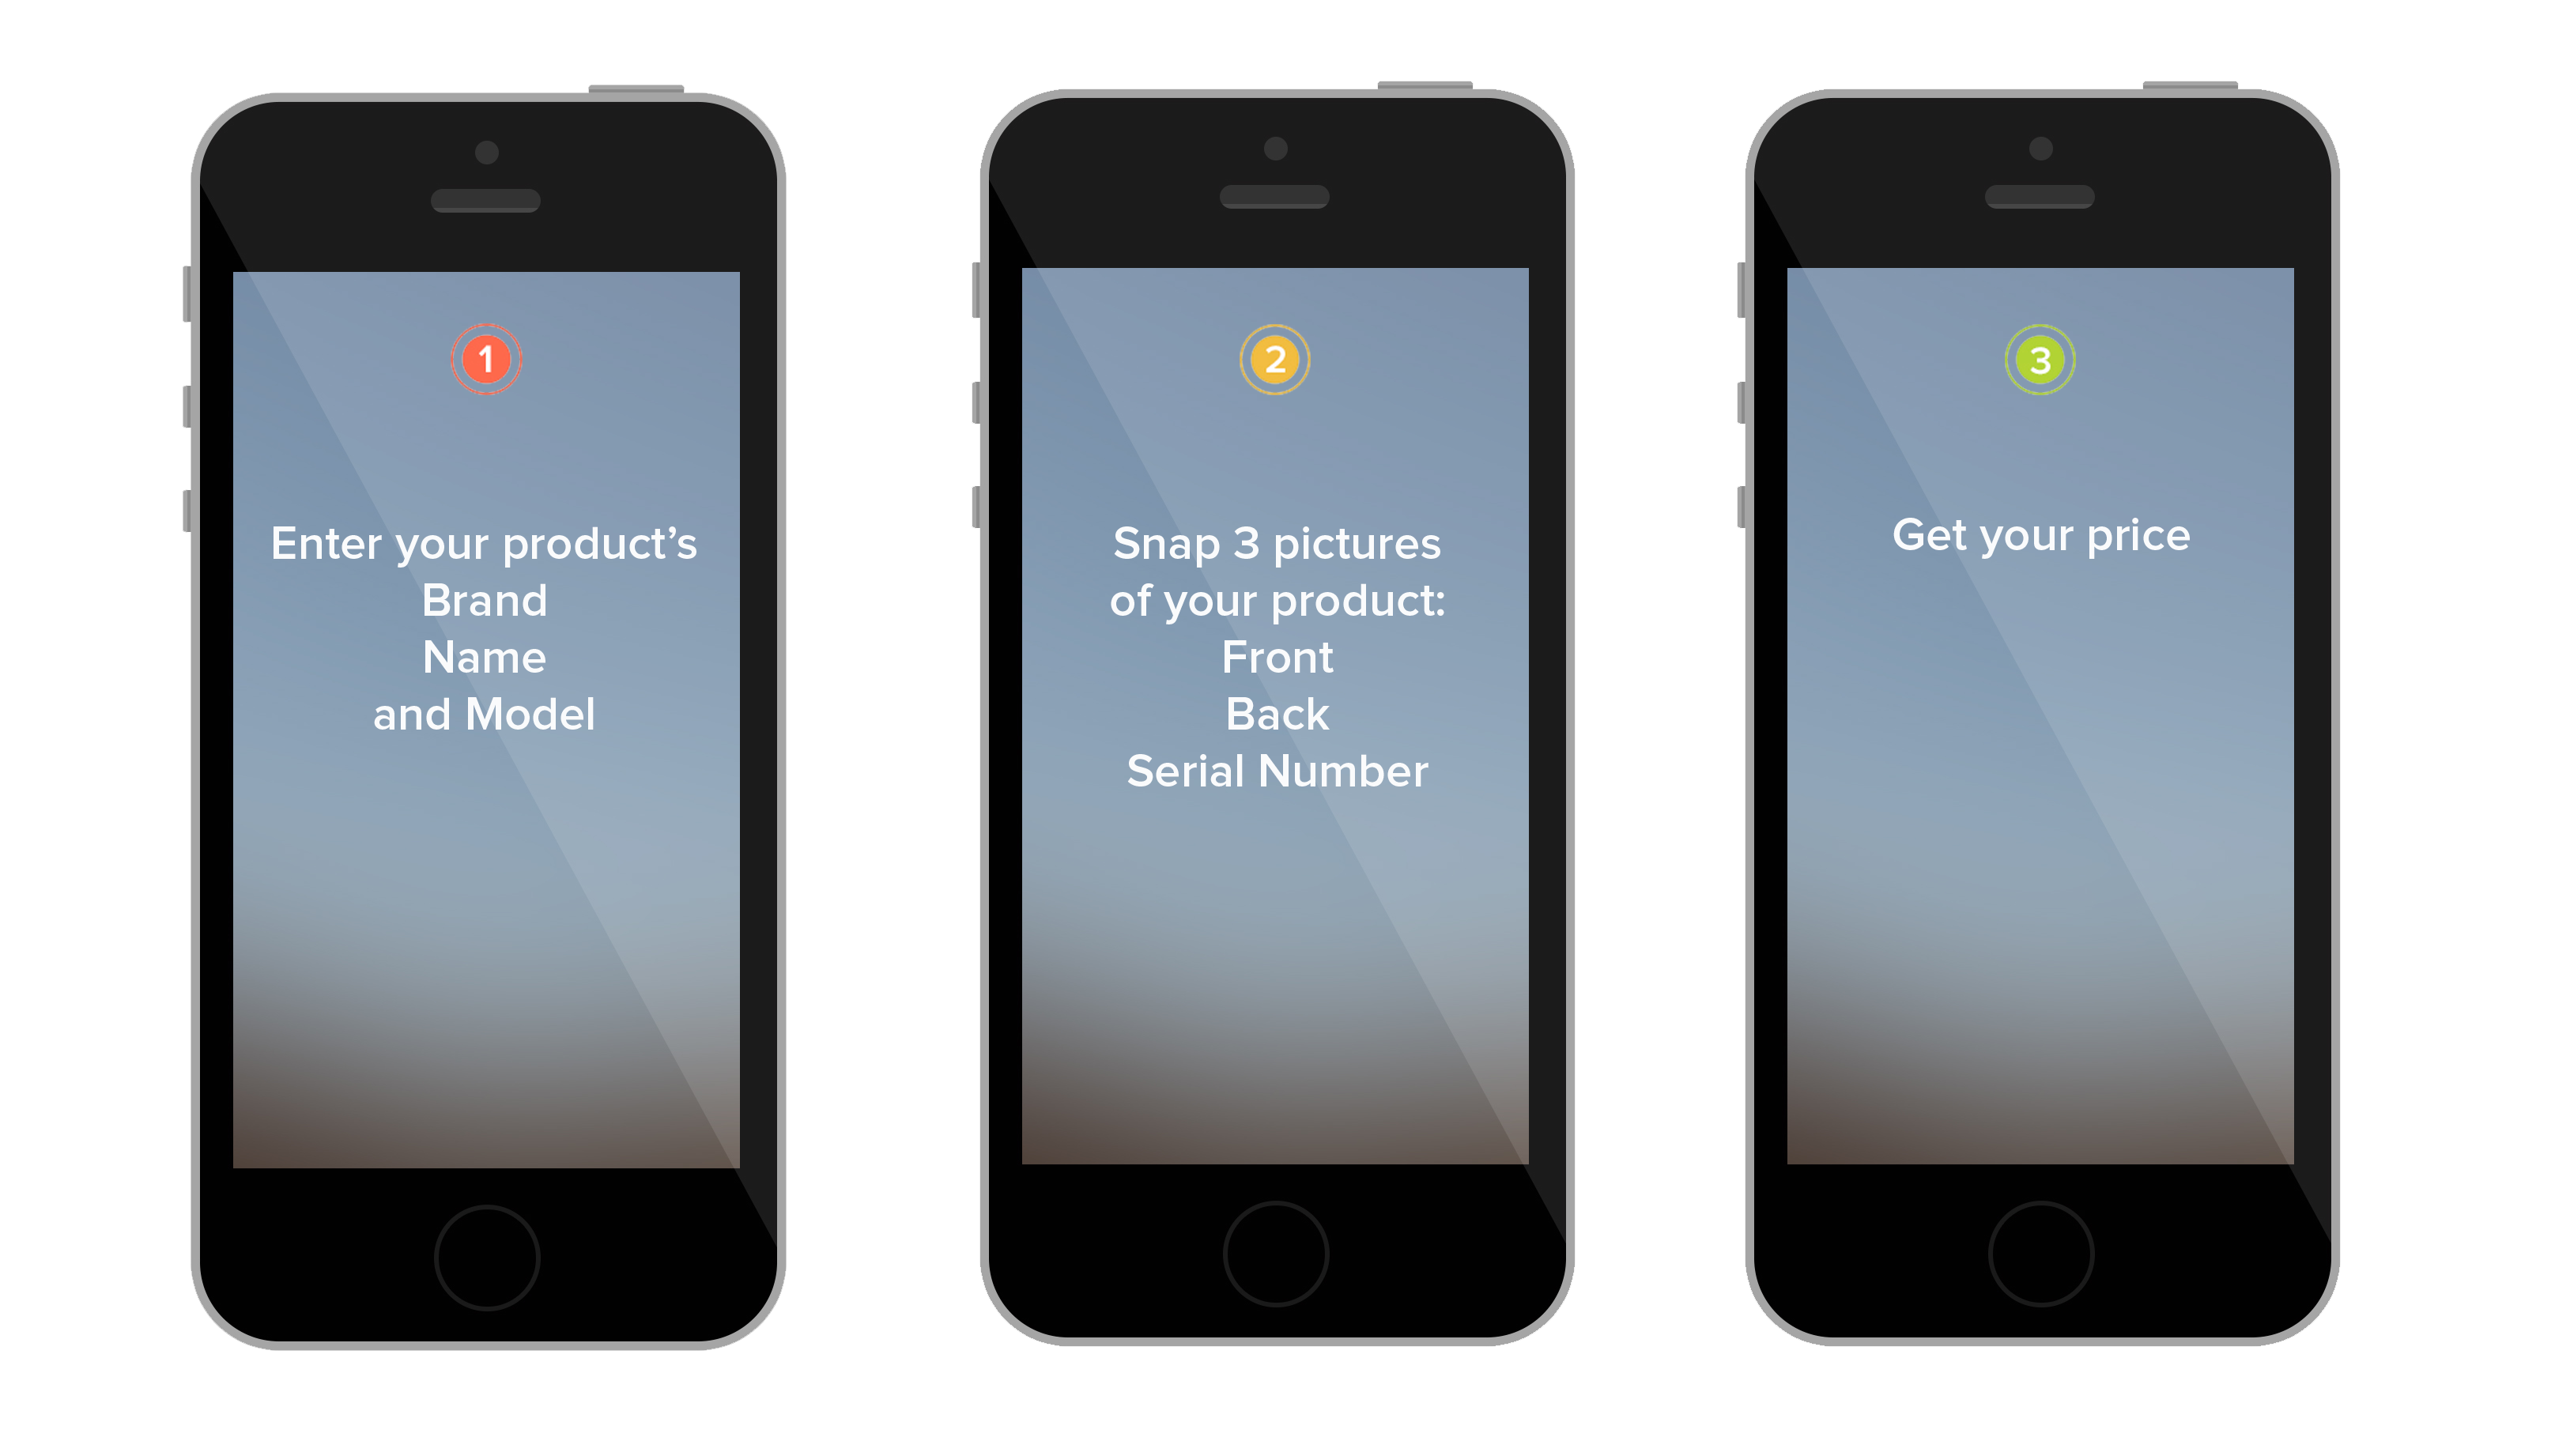 1
Enter your product’s
Brand
Name
and Model
2
Snap 3 pictures
of your product:
Front
Back
Serial Number
3
Get your price